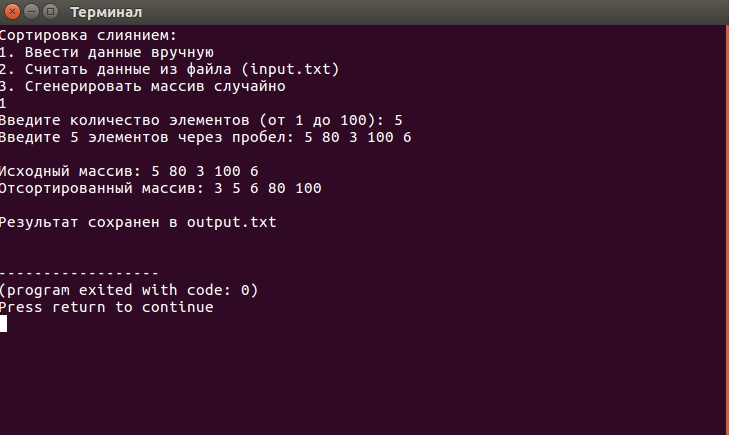 Терминал
Сортировка слиянием:
1. Ввести данные вручную
2. Считать данные из файла (input.txt)
3. Сгенерировать массив случайно
1
Введите количество элементов (от 1 до 100): 5
Введите 5 элементов через пробел: 5 80 3 100 6
Исходный массив: 5 80 3 100 6
Отсортированный массив: 3 5 6 80 100
Результат сохранен в output.txt
------------------
(program exited with code: 0)
Press return to continue